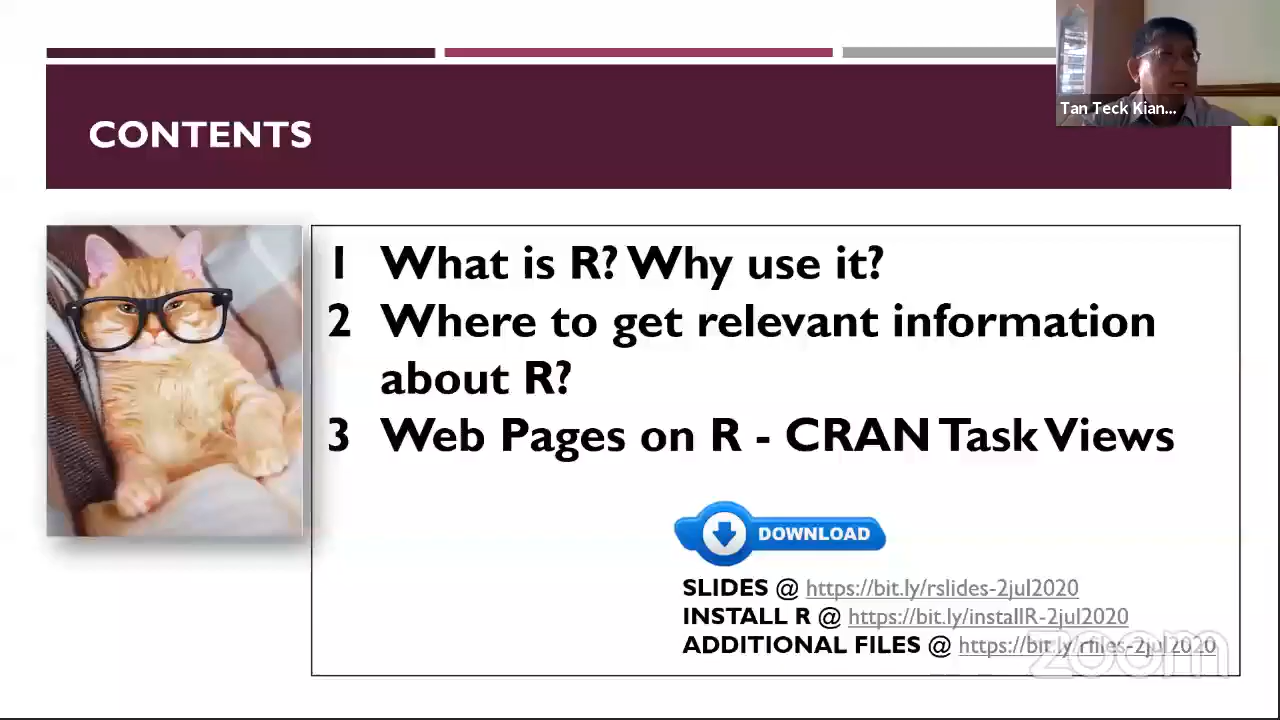 Tan Teck Kian...
CONTENTS
1 What is R? Why use it?
2 Where to get relevant information
about R?
3 Web Pages on R - CRAN Task Views
DOWNLOAD
SLIDES @ https://bit.ly/rslides-2jul2020
INSTALL R @ https://bit.ly/installR-2jul2020
ADDITIONAL FILES @ https://bit.ly/rfiles-2jul2020
zoom